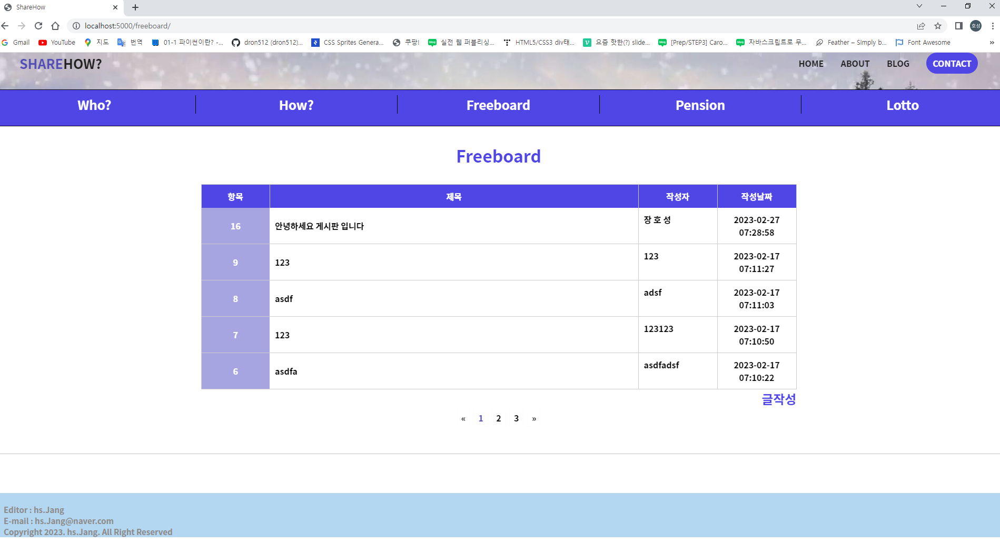 ShareHow
localhost:5000/freeboard/
호성
Gmail YouTube 지도 번역 01-1 파이썬이란? -... dron512 (dron512)... CSS Sprites Genera... 쿠팡! 실전 웹 퍼블리싱... HTML5/CSS3 div태... 요즘 핫한(?) slide... [Prep/STEP3] Caro... 자바스크립트로 무... Feather – Simply b... Font Awesome »
SHAREHOW? HOME ABOUT BLOG CONTACT
Who? How? Freeboard Pension Lotto
Freeboard
항목 제목 작성자 작성날짜
16 안녕하세요 게시판 입니다 장 호 성 2023-02-27
07:28:58
9 123 123 2023-02-17
07:11:27
8 asdf adsf 2023-02-17
07:11:03
7 123 123123 2023-02-17
07:10:50
6 asdfa asdfadsf 2023-02-17
07:10:22
글작성
« 1 2 3 »
Editor : hs.Jang
E-mail : hs.Jang@naver.com
Copyright 2023. hs.Jang. All Right Reserved